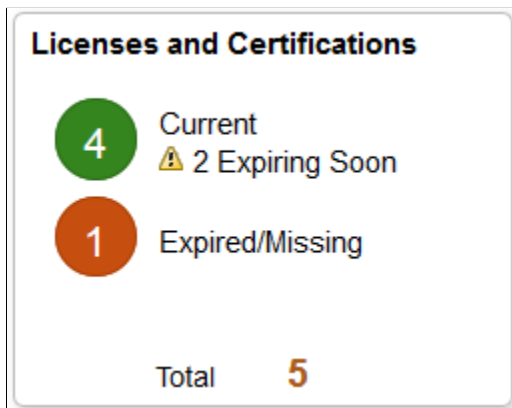 Licenses and Certifications
4
Current
2 Expiring Soon
1
Expired/Missing
Total 5